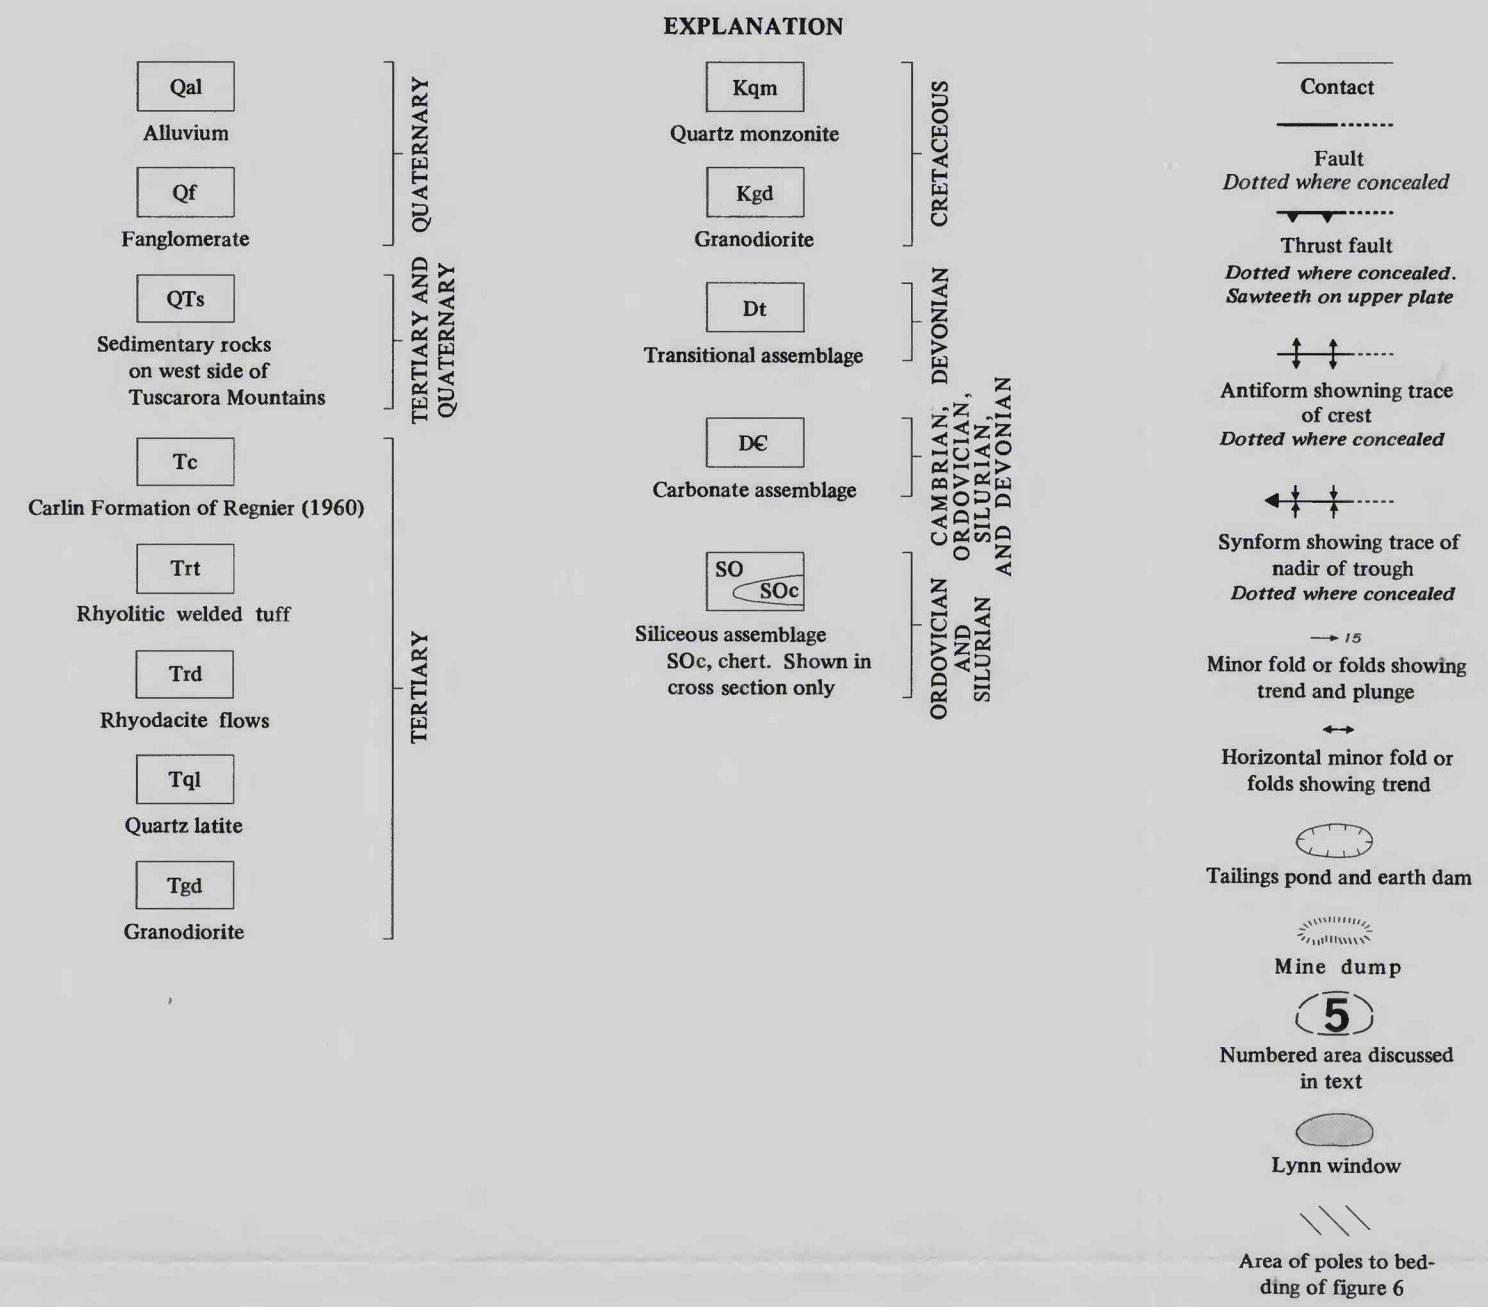 EXPLANATION
Qal
Alluvium
Qf
Fanglomerate
QUATERNARY
QTs
Sedimentary rocks
on west side of
Tuscarora Mountains
TERTIARY AND
QUATERNARY
Tc
Carlin Formation of Regnier (1960)
Trt
Rhyolitic welded tuff
Trd
Rhyodacite flows
Tql
Quartz latite
Tgd
Granodiorite
TERTIARY
Kqm
Quartz monzonite
Kgd
Granodiorite
CRETACEOUS
Dt
Transitional assemblage
DEVONIAN
DЄ
Carbonate assemblage
CAMBRIAN,
ORDOVICIAN,
SILURIAN,
AND DEVONIAN
SO
SOc
Siliceous assemblage
SOc, chert. Shown in
cross section only
ORDOVICIAN
AND
SILURIAN
Contact
Fault
Dotted where concealed
Thrust fault
Dotted where concealed.
Sawteeth on upper plate
Antiform showning trace
of crest
Dotted where concealed
Synform showing trace of
nadir of trough
Dotted where concealed
15
Minor fold or folds showing
trend and plunge
Horizontal minor fold or
folds showing trend
Tailings pond and earth dam
Mine dump
5
Numbered area discussed
in text
Lynn window
Area of poles to bed-
ding of figure 6